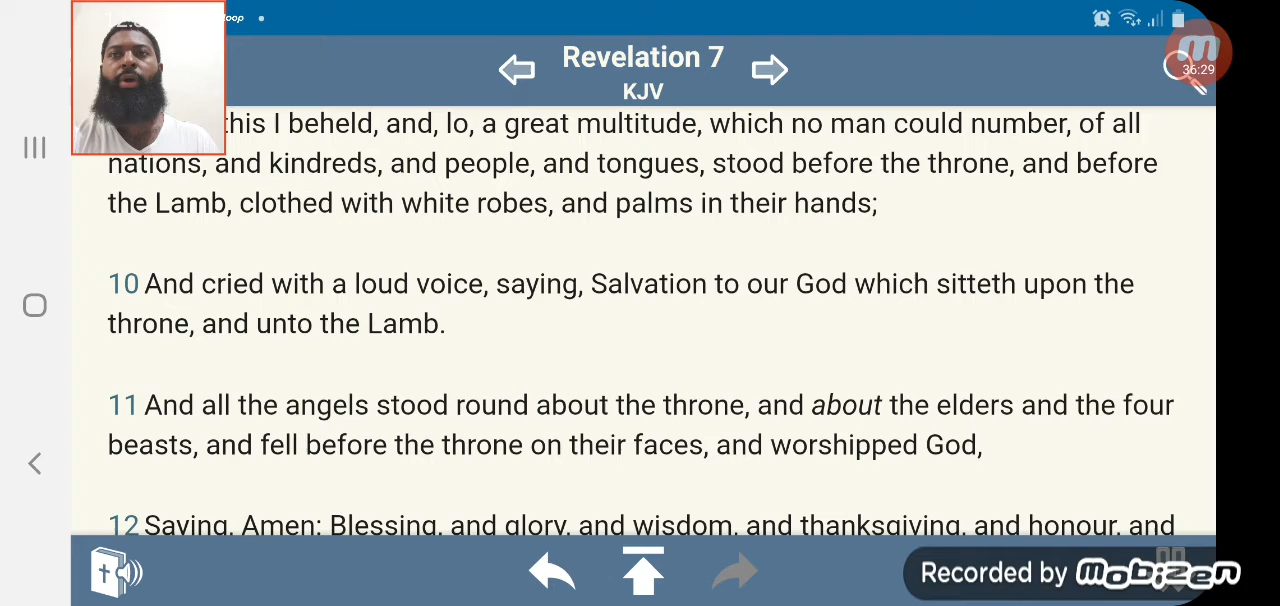 oop
Revelation 7
KJV
36:29
this I beheld, and, lo, a great multitude, which no man could number, of all
nations, and kindreds, and people, and tongues, stood before the throne, and before
the Lamb, clothed with white robes, and palms in their hands;
10 And cried with a loud voice, saying, Salvation to our God which sitteth upon the
throne, and unto the Lamb.
11 And all the angels stood round about the throne, and about the elders and the four
beasts, and fell before the throne on their faces, and worshipped God,
12 Saying, Amen: Blessing, and glory, and wisdom, and thanksgiving, and honour, and
Recorded by Mobizen